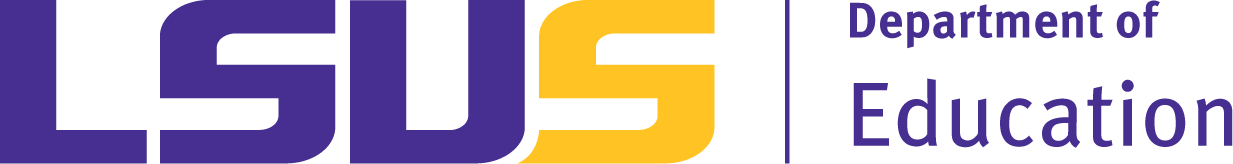 LSUS
Department of
Education